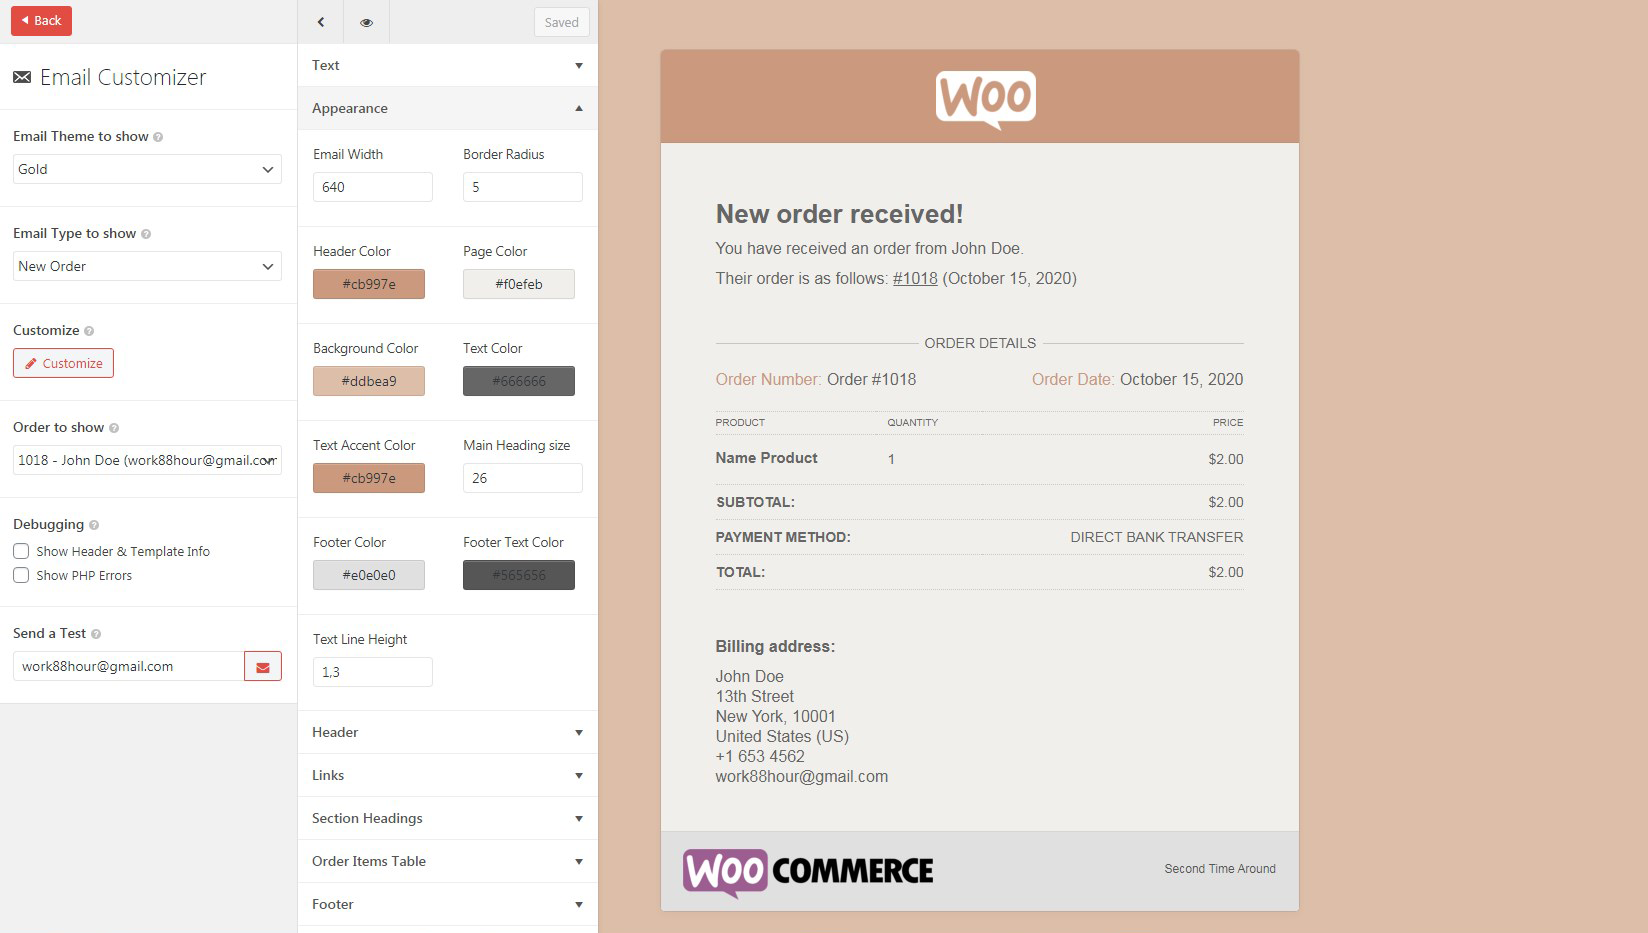 Back
Email Customizer
Email Theme to show
Gold
Email Type to show
New Order
Customize
Customize
Order to show
1018 - John Doe (work88hour@gmail.com
Debugging
Show Header & Template Info
Show PHP Errors
Send a Test
work88hour@gmail.com
Saved
Text
Appearance
Email Width Border Radius
640 5
Header Color Page Color
#cb997e #f0efeb
Background Color Text Color
#ddbea9 #666666
Text Accent Color Main Heading size
#cb997e 26
Footer Color Footer Text Color
#e0e0e0 #565656
Text Line Height
1,3
Header
Links
Section Headings
Order Items Table
Footer
Woo
New order received!
You have received an order from John Doe.
Their order is as follows: #1018 (October 15, 2020)
ORDER DETAILS
Order Number: Order #1018 Order Date: October 15, 2020
PRODUCT QUANTITY PRICE
Name Product 1 $2.00
SUBTOTAL: $2.00
PAYMENT METHOD: DIRECT BANK TRANSFER
TOTAL: $2.00
Billing address:
John Doe
13th Street
New York, 10001
United States (US)
+1 653 4562
work88hour@gmail.com
WOO COMMERCE Second Time Around